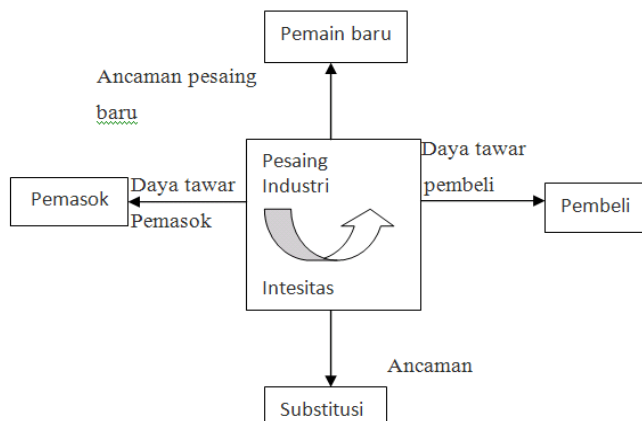 Pemain baru
Ancaman pesaing
baru
Pesaing
Industri
Daya tawar
pembeli
Pemasok
Daya tawar
Pemasok
Pembeli
Intesitas
Ancaman
Substitusi